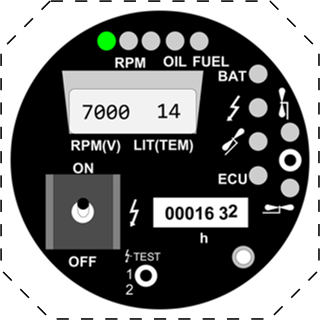 RPM OIL FUEL
BAT
7000 14
RPM(V) LIT(TEM)
ON
ECU
00016 32
h
OFF
TEST
1
2